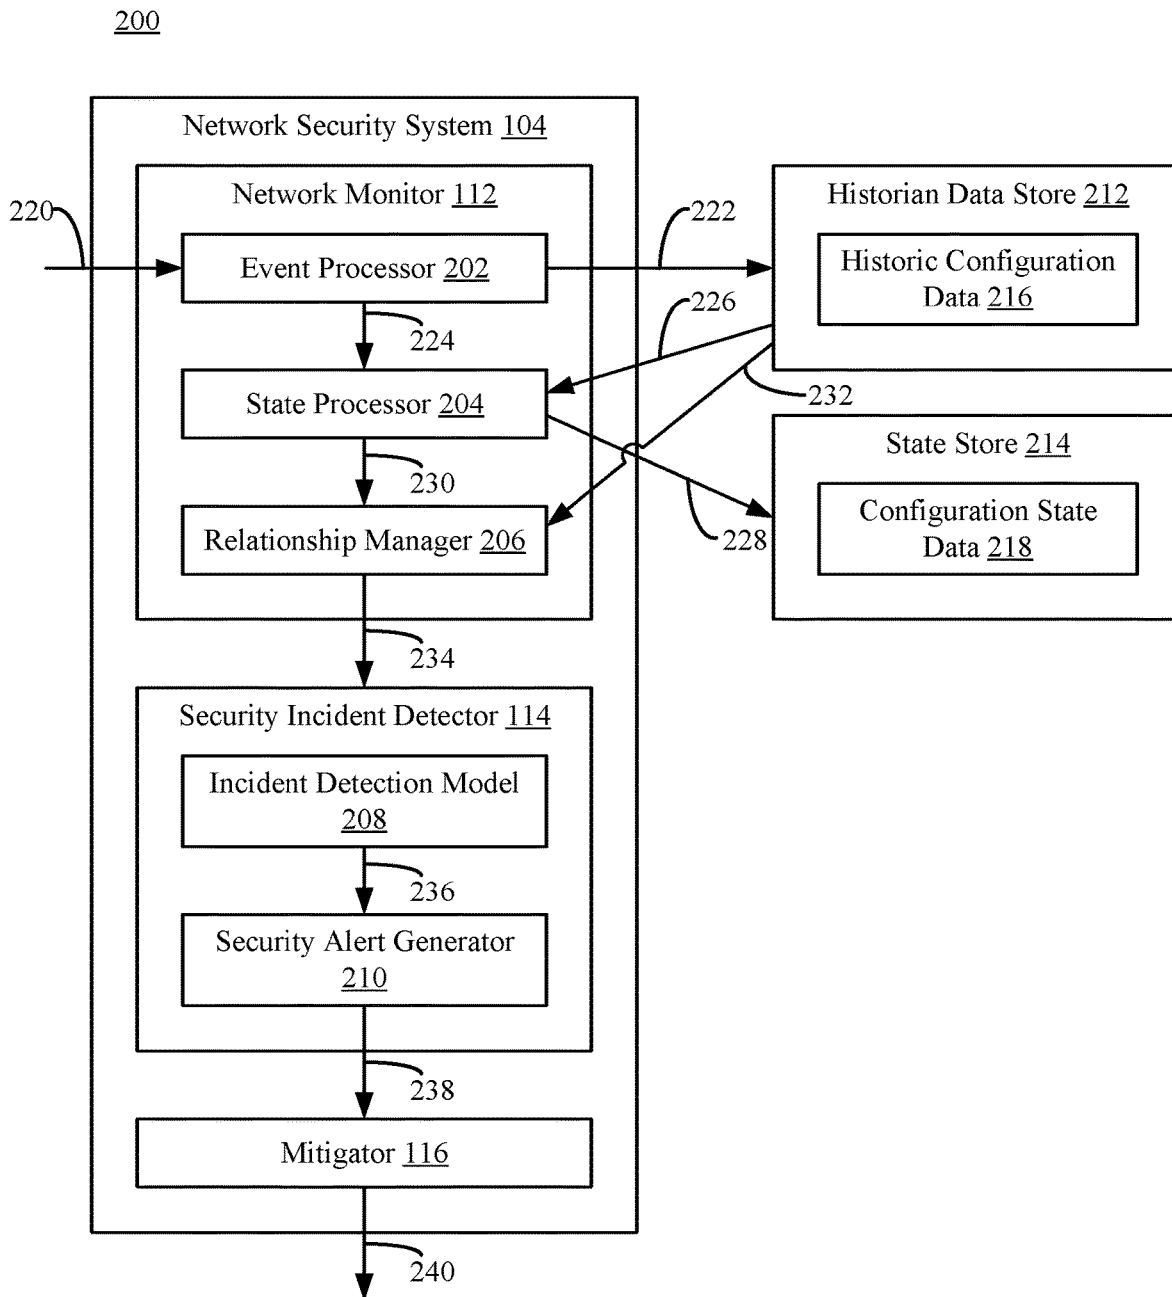 200
Network Security System 104
Network Monitor 112
Historian Data Store 212
220
222
Event Processor 202
Historic Configuration
Data 216
226
224
State Processor 204
232
State Store 214
230
Configuration State
Data 218
Relationship Manager 206
228
234
Security Incident Detector 114
Incident Detection Model
208
236
Security Alert Generator
210
238
Mitigator 116
240